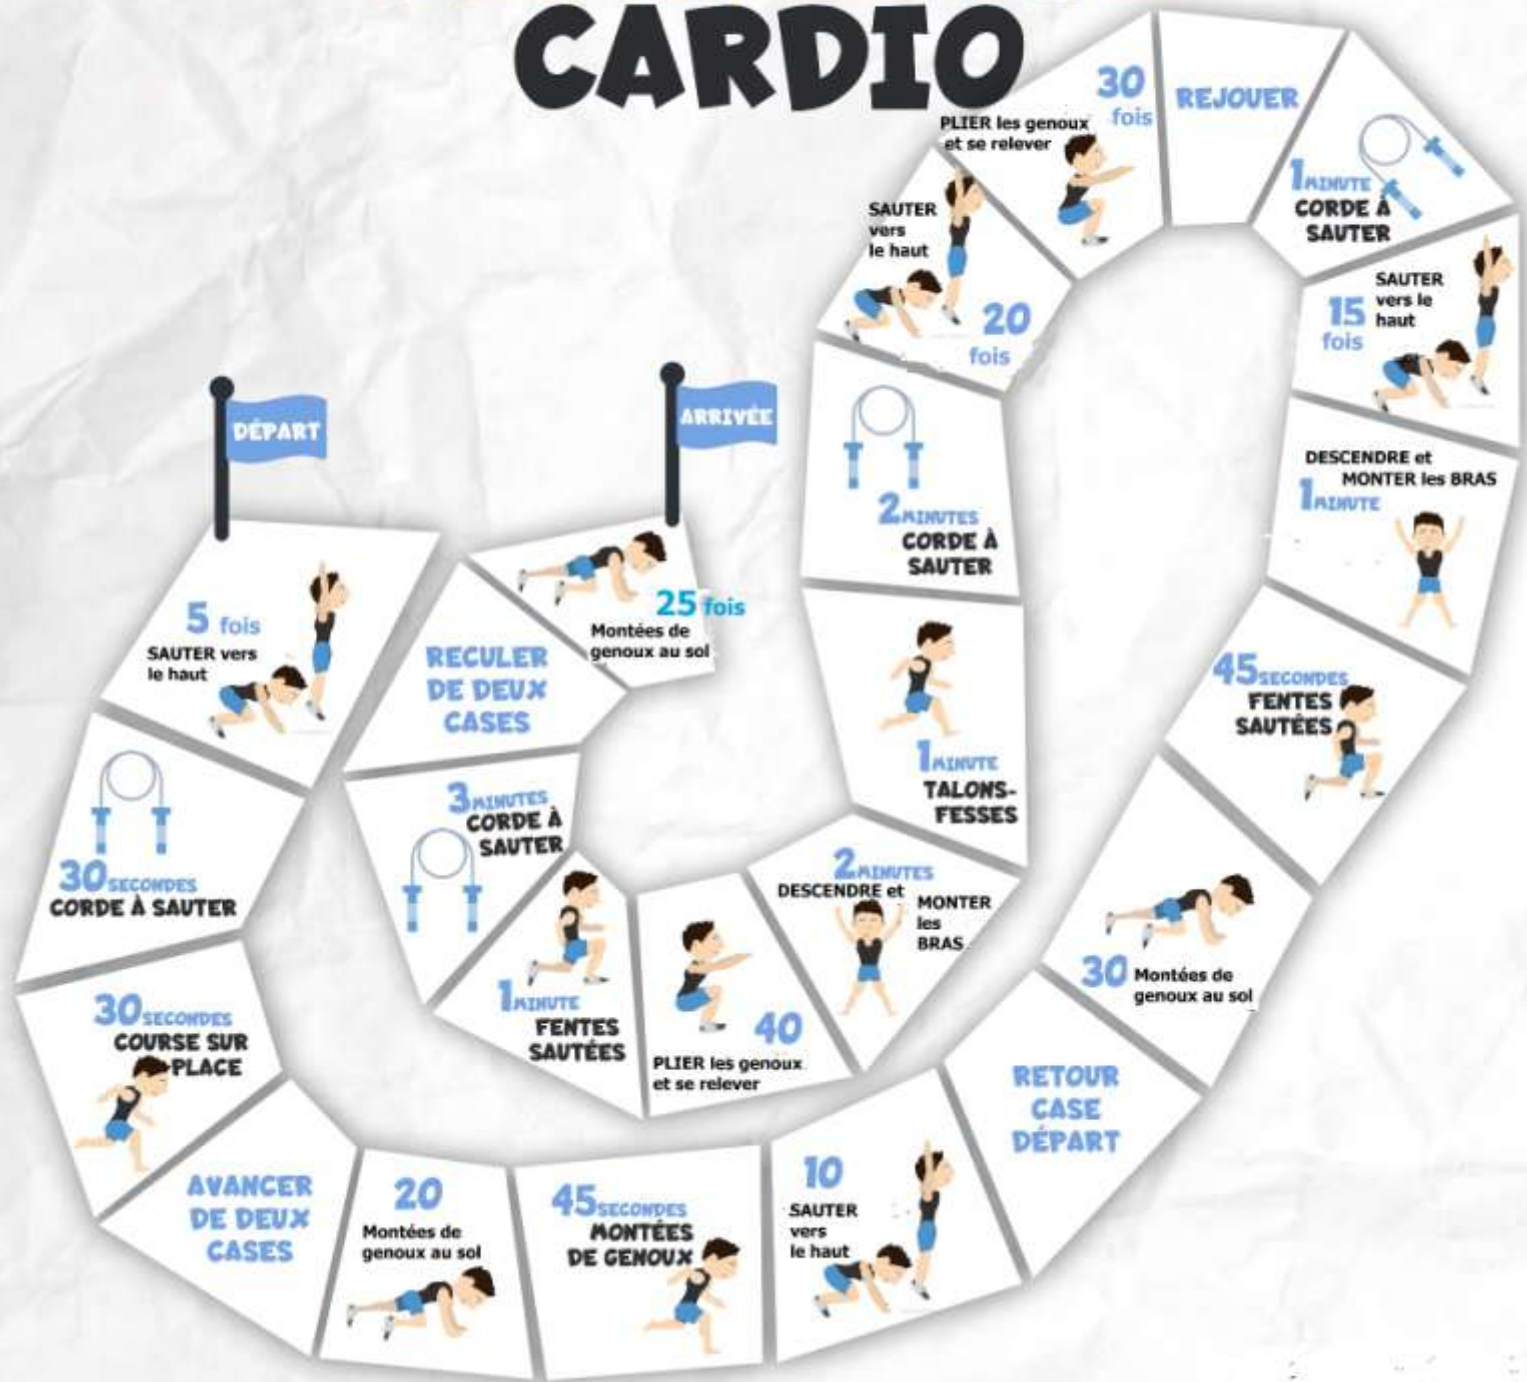 CARDIO
DÉPART
5 fois
SAUTER vers
le haut
30 SECONDES
CORDE À SAUTER
30 SECONDES
COURSE SUR
PLACE
AVANCER
DE DEUX
CASES
20
Montées de
genoux au sol
45 SECONDES
MONTÉES
DE GENOUX
10
SAUTER
vers
le haut
RETOUR
CASE
DÉPART
30 Montées de
genoux au sol
45 SECONDES
FENTES
SAUTÉES
DESCENDRE et
MONTER les BRAS
1 MINUTE
SAUTER
vers le
haut
15
fois
1 MINUTE
CORDE À
SAUTER
REJOUER
30
fois
PLIER les genoux
et se relever
SAUTER
vers
le haut
20
fois
2 MINUTES
CORDE À
SAUTER
1 MINUTE
TALONS-
FESSES
2 MINUTES
DESCENDRE et
MONTER
les
BRAS
40
PLIER les genoux
et se relever
1 MINUTE
FENTES
SAUTÉES
3 MINUTES
CORDE À
SAUTER
RECULER
DE DEUX
CASES
25 fois
Montées de
genoux au sol
ARRIVÉE